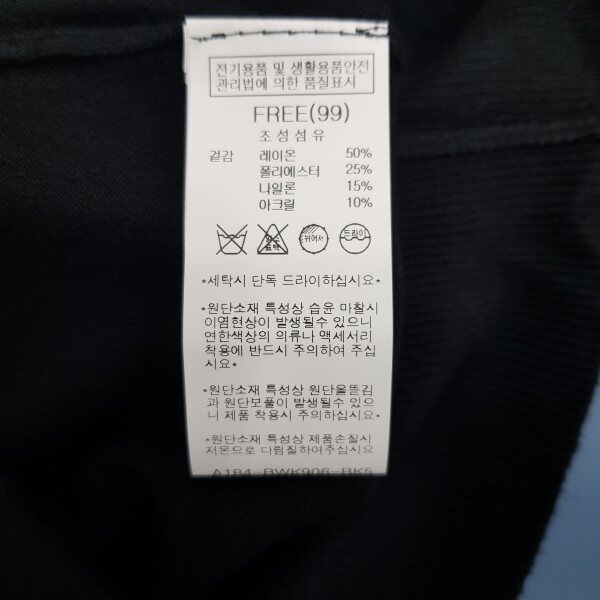 전기용품 및 생활용품안전
관리법에 의한 품질표시
FREE(99)
조성섬유
겉감 레이온 50%
폴리에스터 25%
나일론 15%
아크릴 10%
뉘어서 드라이
*세탁시 단독 드라이하십시요*
*원단소재 특성상 습윤 마찰시
이염현상이 발생될수 있으니
연한색상의 의류나 액세서리
착용에 반드시 주의하여 주십
시요*
*원단소재 특성상 원단올뜯김
과 원단보풀이 발생될수 있으
니 제품 착용시 주의하십시요*
*원단소재 특성상 제품손질시
저온으로 다림질하여주십시요*
A184-BWK906-BK5